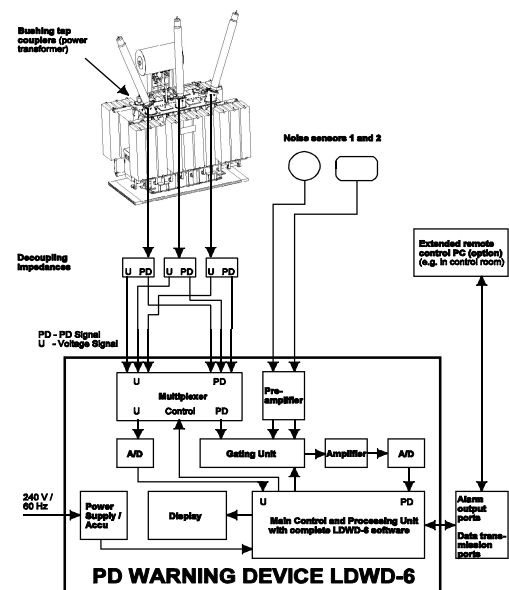 Bushing tap
couplers (power
transformer)
Noise sensors 1 and 2
Extended remote
control PC (option)
(e.g. in control room)
Decoupling
impedances
U PD
U PD
U PD
PD - PD Signal
U - Voltage Signal
U PD
Multiplexer
U Control PD
Pre-
amplifier
A/D
Gating Unit
Amplifier
A/D
240 V /
60 Hz
Power
Supply /
Accu
Display
U PD
Main Control and Processing Unit
with complete LDWD-6 software
Alarm
output
ports
Data trans-
mission
ports
PD WARNING DEVICE LDWD-6